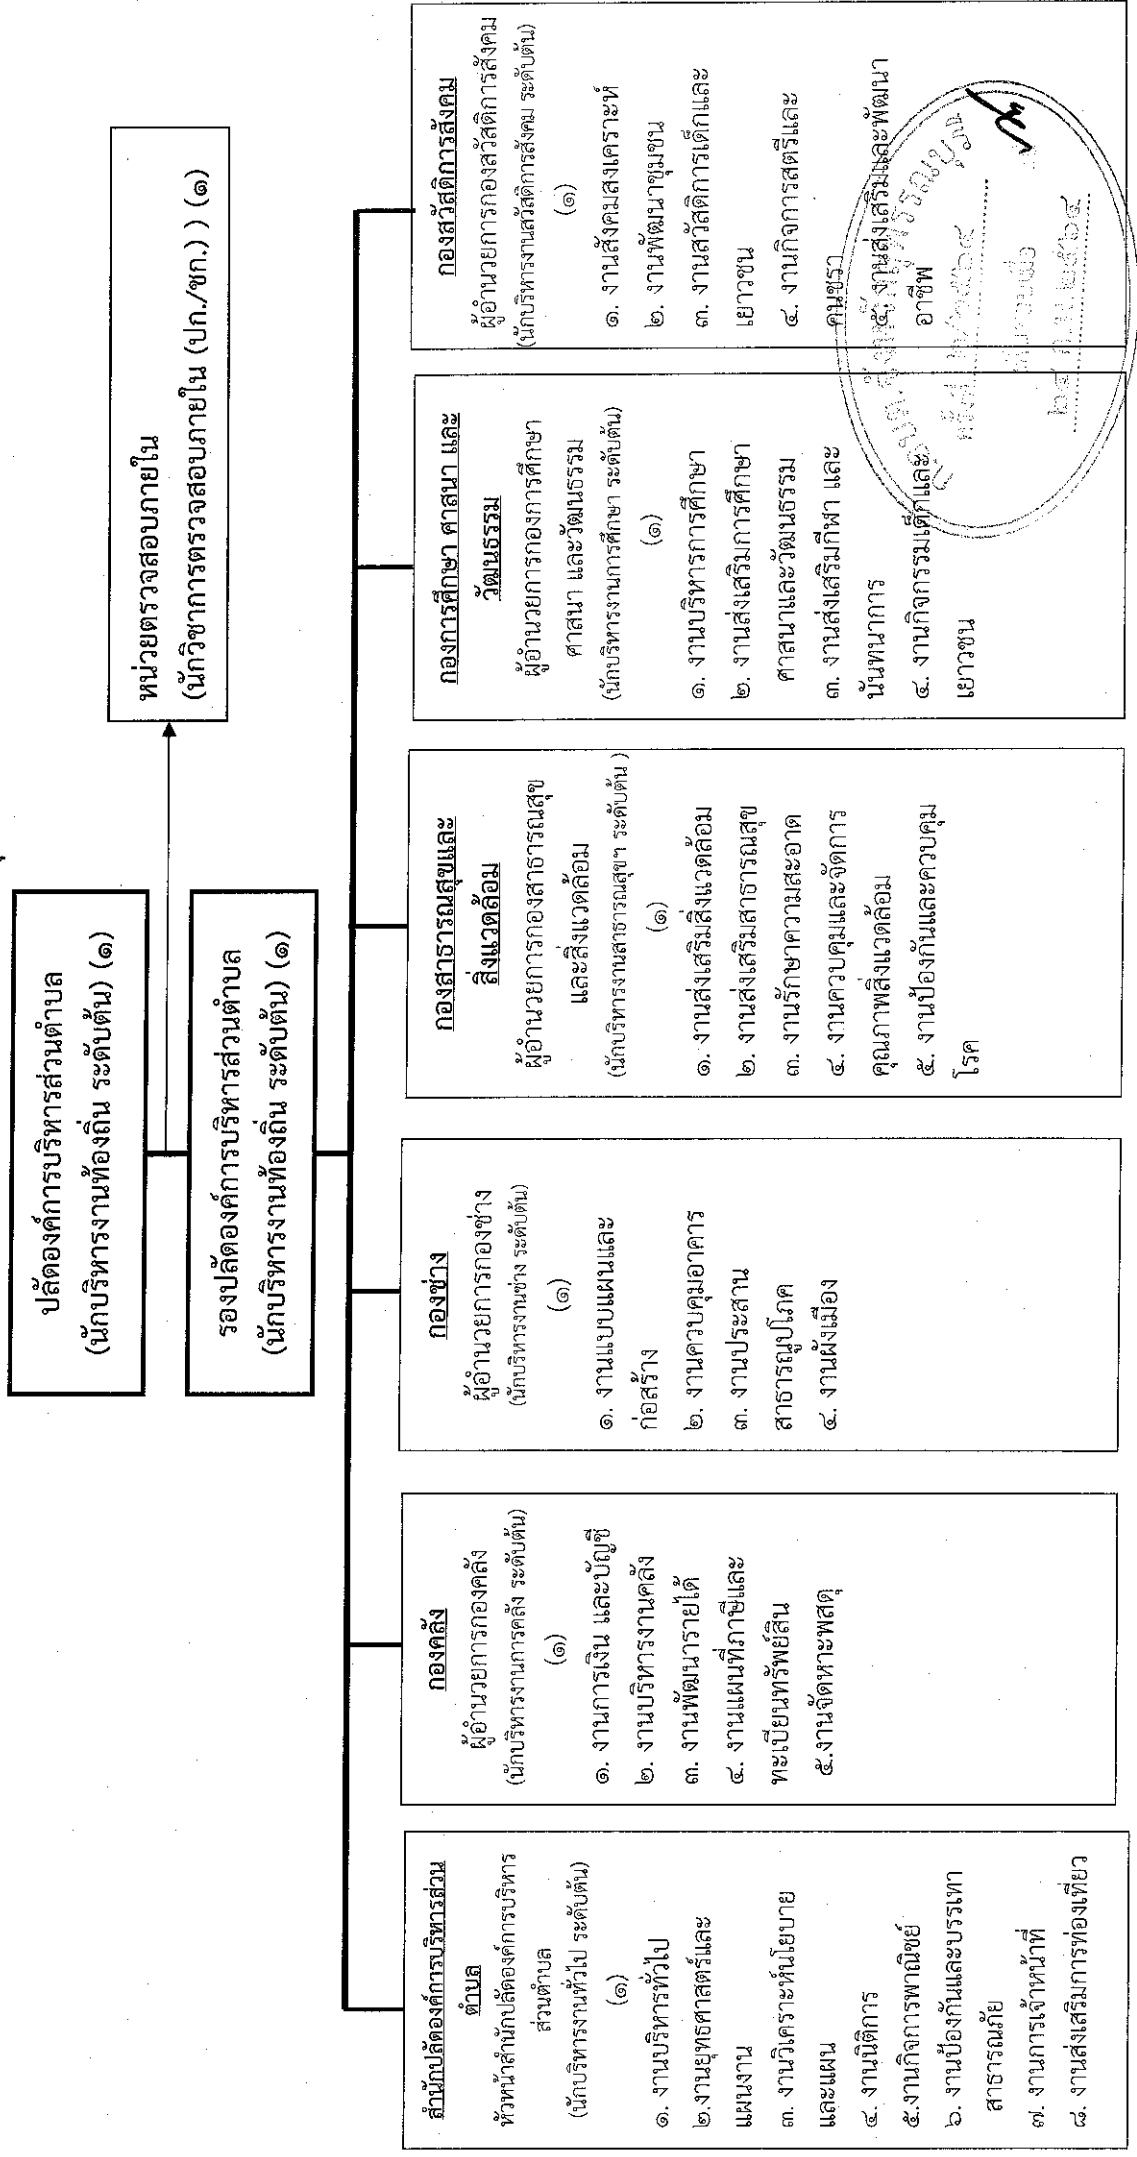 ปลัดองค์การบริหารส่วนตำบล
(นักบริหารงานท้องถิ่น ระดับต้น) (๑)
หน่วยตรวจสอบภายใน
(นักวิชาการตรวจสอบภายใน (ปก./ชก.) ) (๑)
รองปลัดองค์การบริหารส่วนตำบล
(นักบริหารงานท้องถิ่น ระดับต้น) (๑)
สำนักปลัดองค์การบริหารส่วน
ตำบล
หัวหน้าสำนักปลัดองค์การบริหาร
ส่วนตำบล
(นักบริหารงานทั่วไป ระดับต้น)
(๑)
๑. งานบริหารทั่วไป
๒.งานยุทธศาสตร์และ
แผนงาน
๓. งานวิเคราะห์นโยบาย
และแผน
๔. งานนิติการ
๕.งานกิจการพาณิชย์
๖. งานป้องกันและบรรเทา
สาธารณภัย
๗. งานการเจ้าหน้าที่
๘. งานส่งเสริมการท่องเที่ยว
กองคลัง
ผู้อำนวยการกองคลัง
(นักบริหารงานการคลัง ระดับต้น)
(๑)
๑. งานการเงิน และบัญชี
๒. งานบริหารงานคลัง
๓. งานพัฒนารายได้
๔. งานแผนที่ภาษีและ
ทะเบียนทรัพย์สิน
๕.งานจัดหาะพสดุ
กองช่าง
ผู้อำนวยการกองช่าง
(นักบริหารงานช่าง ระดับต้น)
(๑)
๑. งานแบบแผนและ
ก่อสร้าง
๒. งานควบคุมอาคาร
๓. งานประสาน
สาธารณูปโภค
๔. งานผังเมือง
กองสาธารณสุขและ
สิ่งแวดล้อม
ผู้อำนวยการกองสาธารณสุข
และสิ่งแวดล้อม
(นักบริหารงานสาธารณสุขฯ ระดับต้น )
(๑)
๑. งานส่งเสริมสิ่งแวดล้อม
๒. งานส่งเสริมสาธารณสุข
๓. งานรักษาความสะอาด
๔. งานควบคุมและจัดการ
คุณภาพสิ่งแวดล้อม
๕. งานป้องกันและควบคุม
โรค
กองการศึกษา ศาสนา และ
วัฒนธรรม
ผู้อำนวยการกองการศึกษา
ศาสนา และวัฒนธรรม
(นักบริหารงานการศึกษา ระดับต้น)
(๑)
๑. งานบริหารการศึกษา
๒. งานส่งเสริมการศึกษา
ศาสนาและวัฒนธรรม
๓. งานส่งเสริมกีฬา และ
นันทนาการ
๔. งานกิจกรรมเด็กและ
เยาวชน
กองสวัสดิการสังคม
ผู้อำนวยการกองสวัสดิการสังคม
(นักบริหารงานสวัสดิการสังคม ระดับต้น)
(๑)
๑. งานสังคมสงเคราะห์
๒. งานพัฒนาชุมชน
๓. งานสวัสดิการเด็กและ
เยาวชน
๔. งานกิจการสตรีและ
คนชรา
๕. งานส่งเสริมและพัฒนา
อาชีพ